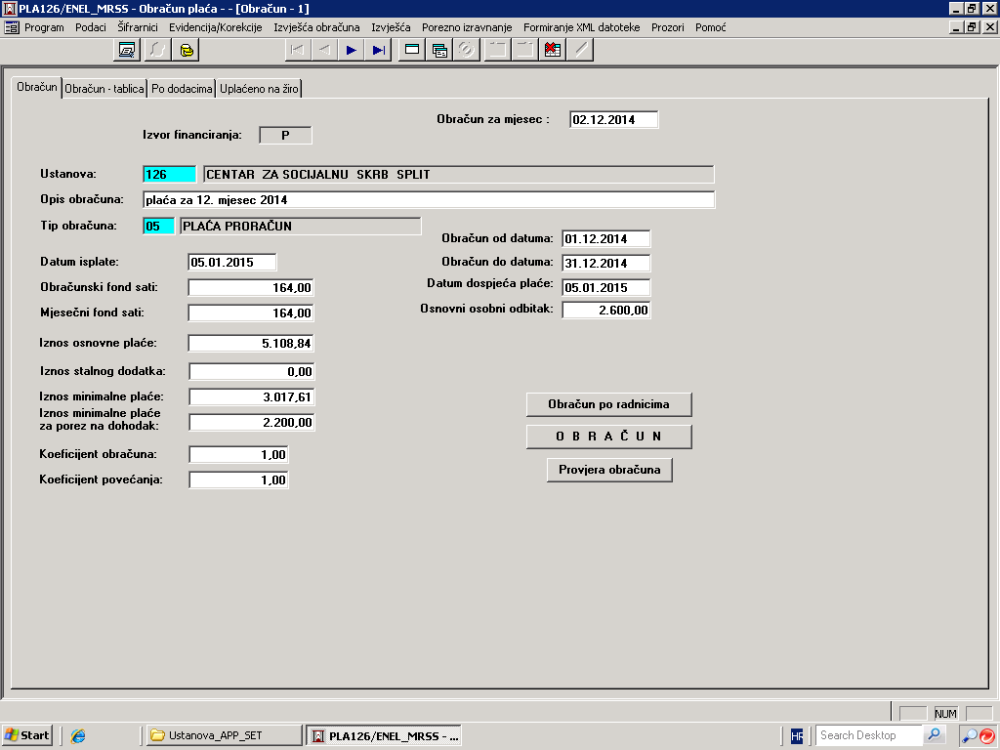 PLA126/ENEL_MRSS - Obračun plaća - - [Obračun - 1]
Program Podaci Šifrarnici Evidencija/Korekcije Izvješća obračuna Izvješća Porezno izravnanje Formiranje XML datoteke Prozori Pomoć
Obračun Obračun - tablica Po dodacima Uplaćeno na žiro
Obračun za mjesec : 02.12.2014
Izvor financiranja: P
Ustanova: 126 CENTAR ZA SOCIJALNU SKRB SPLIT
Opis obračuna: plaća za 12. mjesec 2014
Tip obračuna: 05 PLAĆA PRORAČUN
Obračun od datuma: 01.12.2014
Datum isplate: 05.01.2015
Obračun do datuma: 31.12.2014
Obračunski fond sati: 164,00
Datum dospjeća plaće: 05.01.2015
Mjesečni fond sati: 164,00
Osnovni osobni odbitak: 2.600,00
Iznos osnovne plaće: 5.108,84
Iznos stalnog dodatka: 0,00
Iznos minimalne plaće: 3.017,61
Iznos minimalne plaće
za porez na dohodak: 2.200,00
Koeficijent obračuna: 1,00
Koeficijent povećanja: 1,00
Obračun po radnicima
O B R A Č U N
Provjera obračuna
NUM
Start Ustanova_APP_SET PLA126/ENEL_MRSS - ... HR Search Desktop